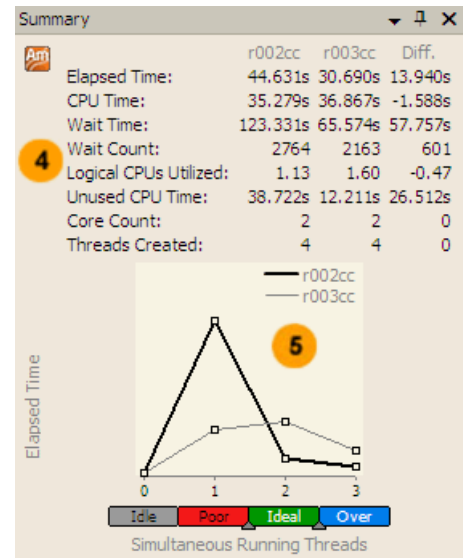 Summary
Am
r002cc r003cc Diff.
Elapsed Time: 44.631s 30.690s 13.940s
CPU Time: 35.279s 36.867s -1.588s
Wait Time: 123.331s 65.574s 57.757s
4
Wait Count: 2764 2163 601
Logical CPUs Utilized: 1.13 1.60 -0.47
Unused CPU Time: 38.722s 12.211s 26.512s
Core Count: 2 2 0
Threads Created: 4 4 0
r002cc
r003cc
5
Elapsed Time
0 1 2 3
Idle Poor Ideal Over
Simultaneous Running Threads